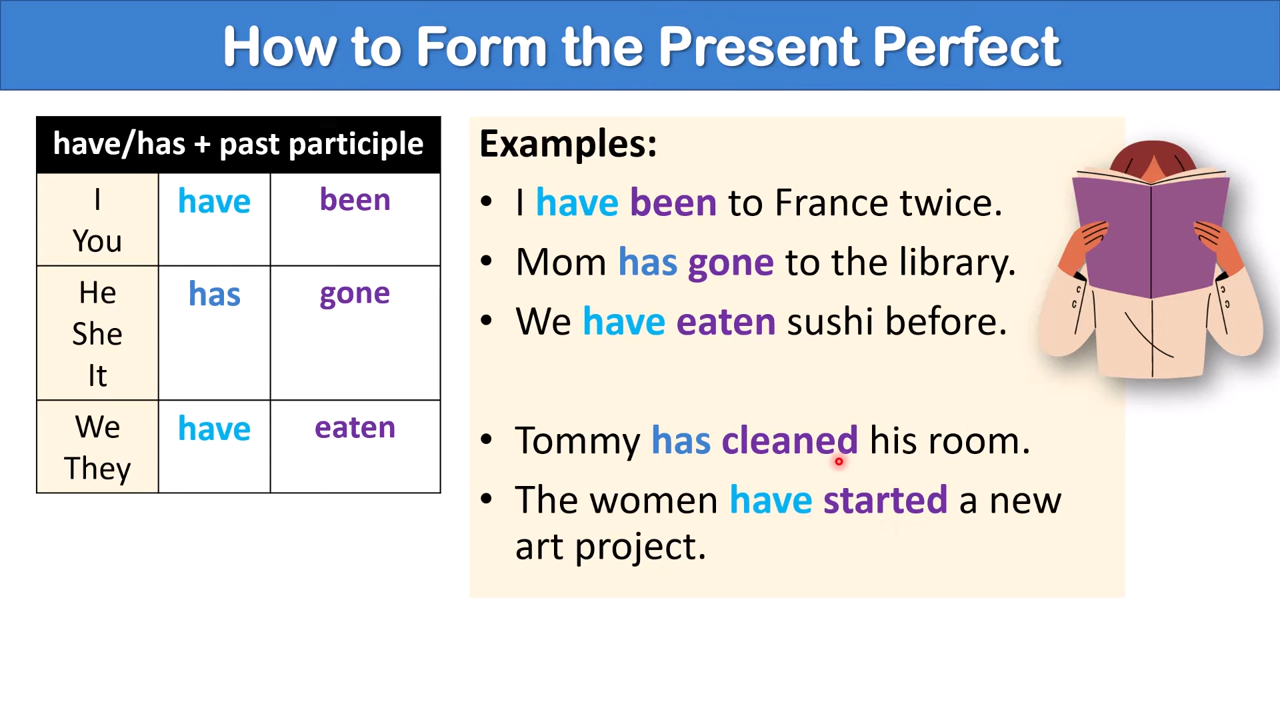 How to Form the Present Perfect
have/has + past participle
I have been
You
He has gone
She
It
We have eaten
They
Examples:
• I have been to France twice.
• Mom has gone to the library.
• We have eaten sushi before.
• Tommy has cleaned his room.
• The women have started a new
art project.